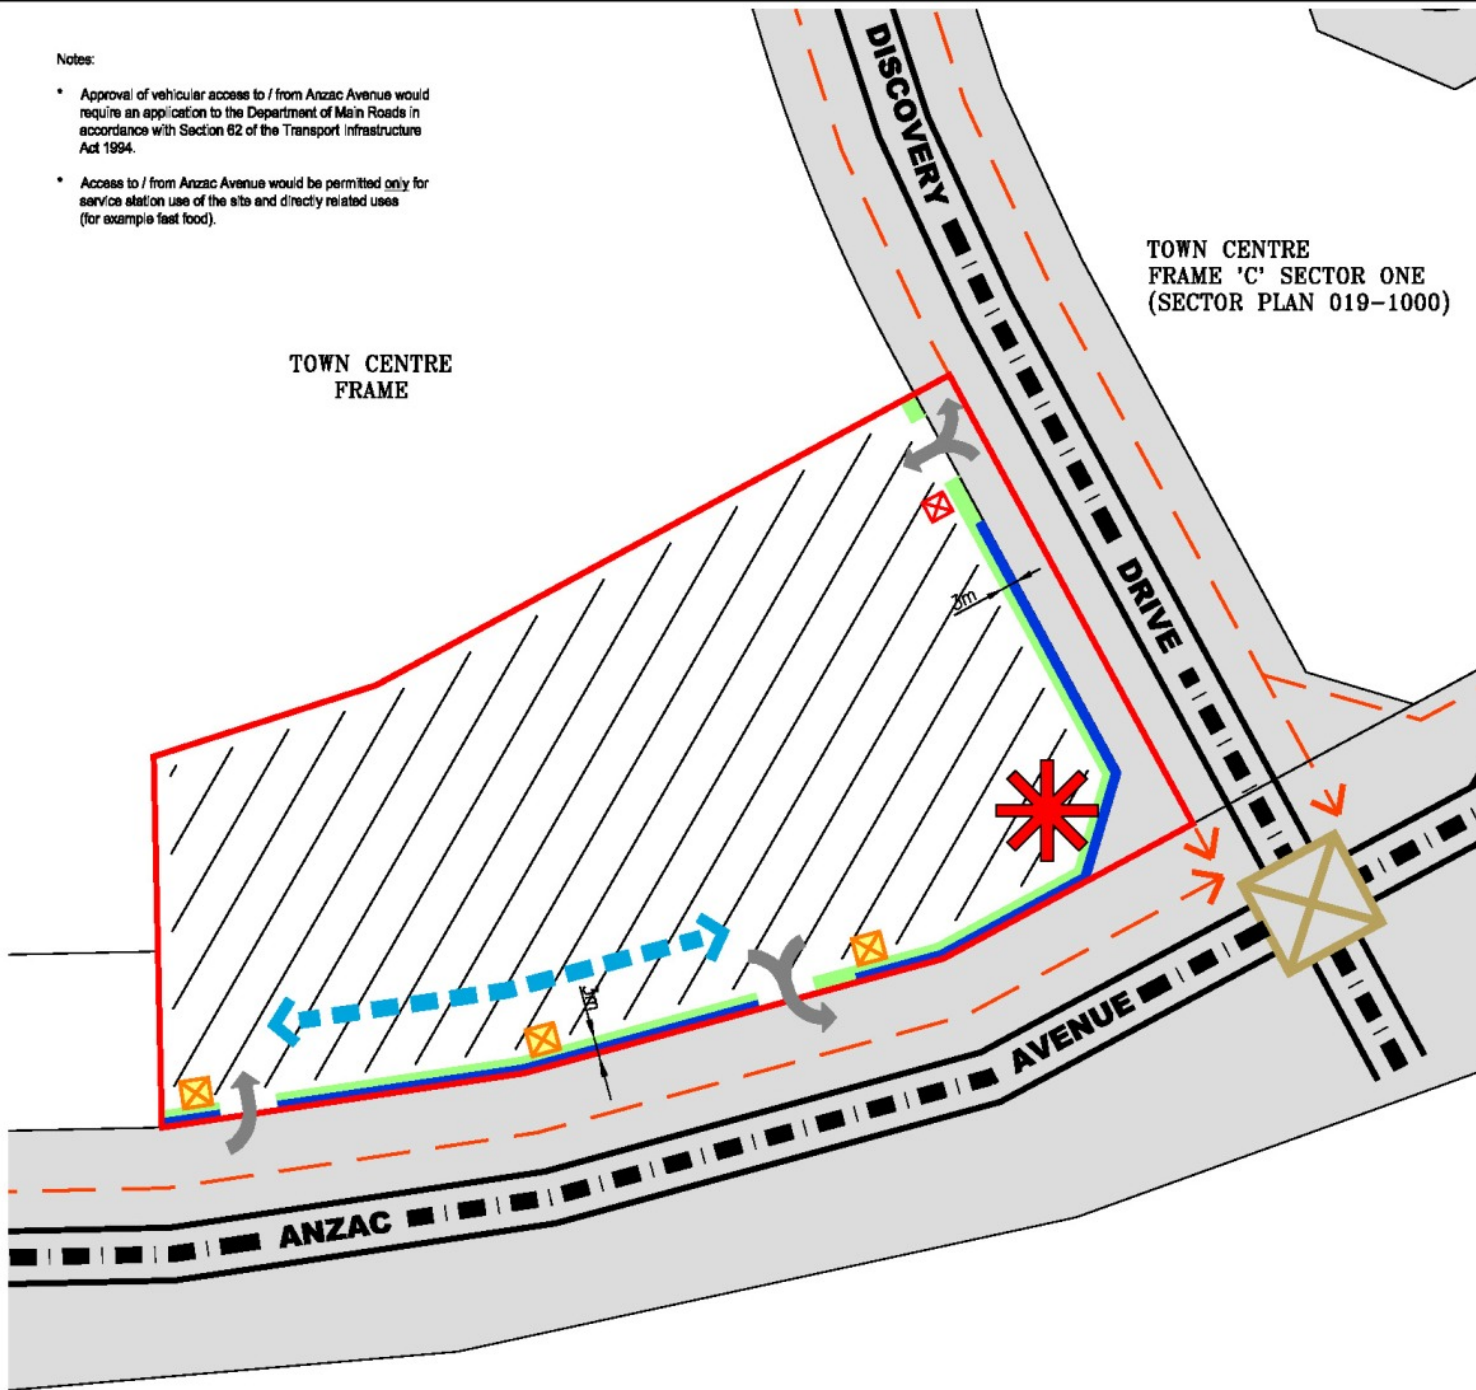 Notes:
* Approval of vehicular access to / from Anzac Avenue would
require an application to the Department of Main Roads in
accordance with Section 62 of the Transport Infrastructure
Act 1994.
* Access to / from Anzac Avenue would be permitted only for
service station use of the site and directly related uses
(for example fast food).
DISCOVERY
TOWN CENTRE
FRAME 'C' SECTOR ONE
(SECTOR PLAN 019-1000)
TOWN CENTRE
FRAME
3m
DRIVE
3m
AVENUE
ANZAC